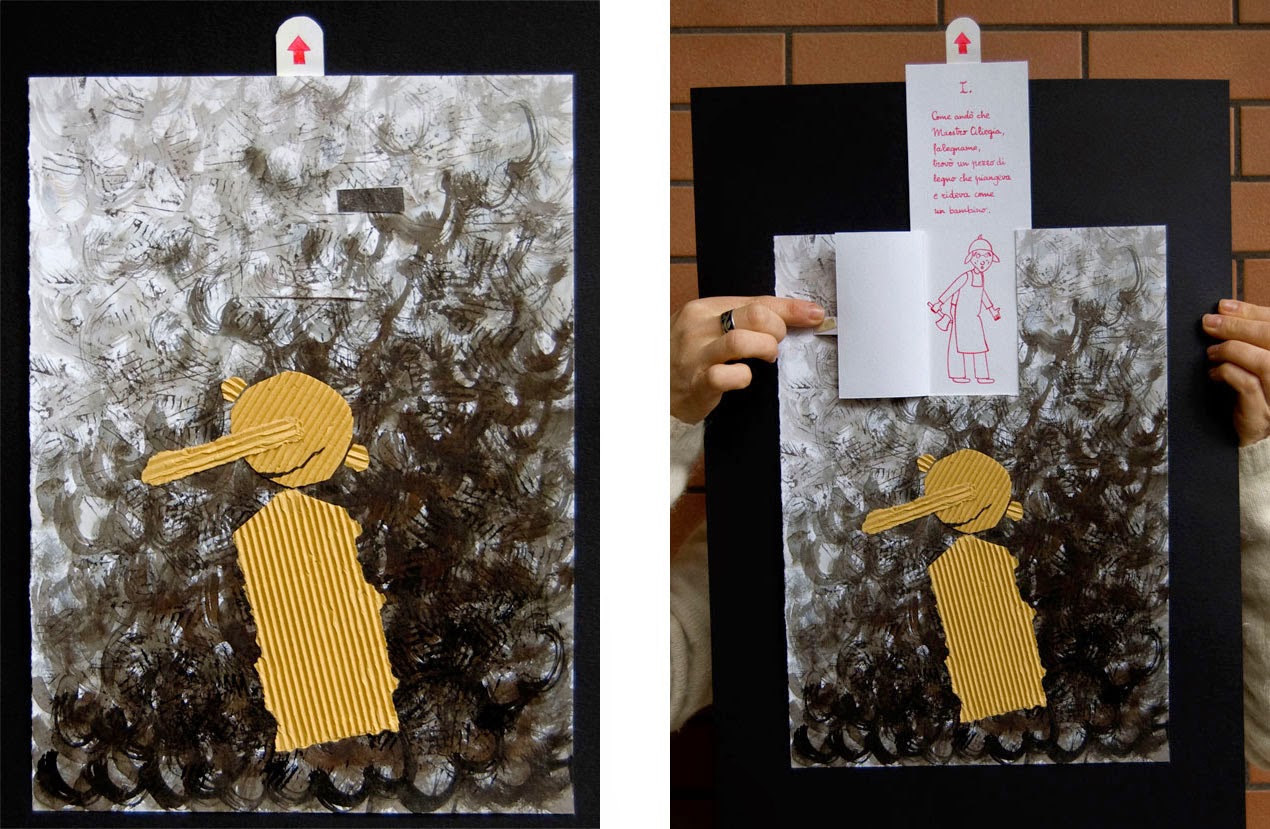 I.
Come andò che
Maestro Ciliegia,
falegname,
trovò un pezzo di
legno che piangeva
e rideva come
un bambino.